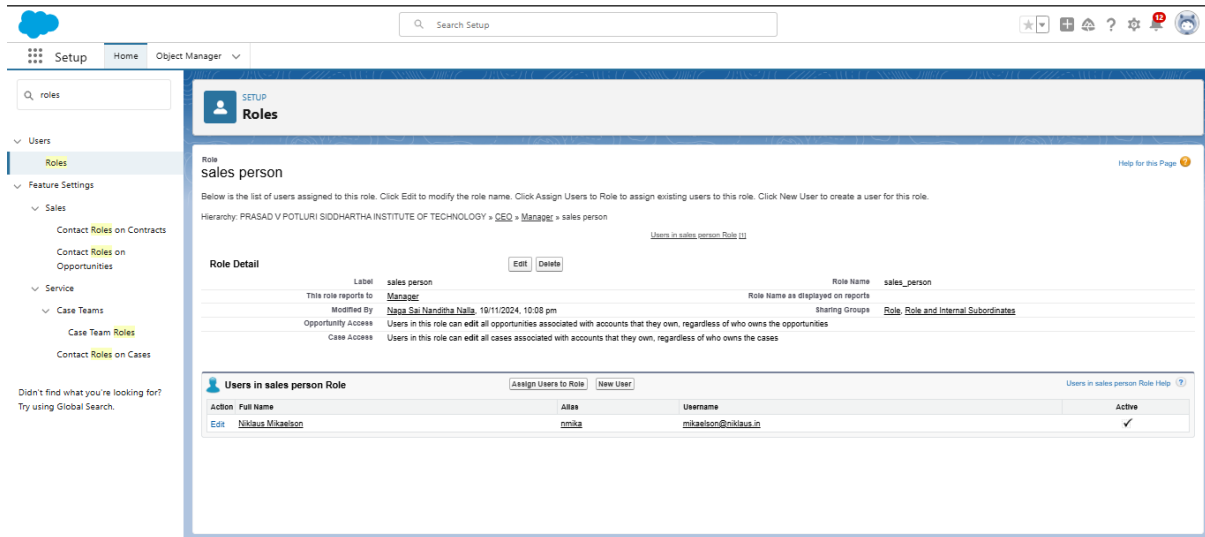 Search Setup
12
Setup Home Object Manager
roles
Users
Roles
Feature Settings
Sales
Contact Roles on Contracts
Contact Roles on
Opportunities
Service
Case Teams
Case Team Roles
Contact Roles on Cases
Didn't find what you're looking for?
Try using Global Search.
SETUP
Roles
Role
sales person
Help for this Page
Below is the list of users assigned to this role. Click Edit to modify the role name. Click Assign Users to Role to assign existing users to this role. Click New User to create a user for this role.
Hierarchy: PRASAD V POTLURI SIDDHARTHA INSTITUTE OF TECHNOLOGY » CEO » Manager » sales person
Users in sales person Role [1]
Role Detail Edit Delete
Label sales person Role Name sales_person
This role reports to Manager Role Name as displayed on reports
Modified By Naga Sai Nanditha Nalla, 19/11/2024, 10:08 pm Sharing Groups Role, Role and Internal Subordinates
Opportunity Access Users in this role can edit all opportunities associated with accounts that they own, regardless of who owns the opportunities
Case Access Users in this role can edit all cases associated with accounts that they own, regardless of who owns the cases
Users in sales person Role Assign Users to Role New User Users in sales person Role Help ?
Action Full Name Alias Username Active
Edit Niklaus Mikaelson nmika mikaelson@niklaus.in ✓